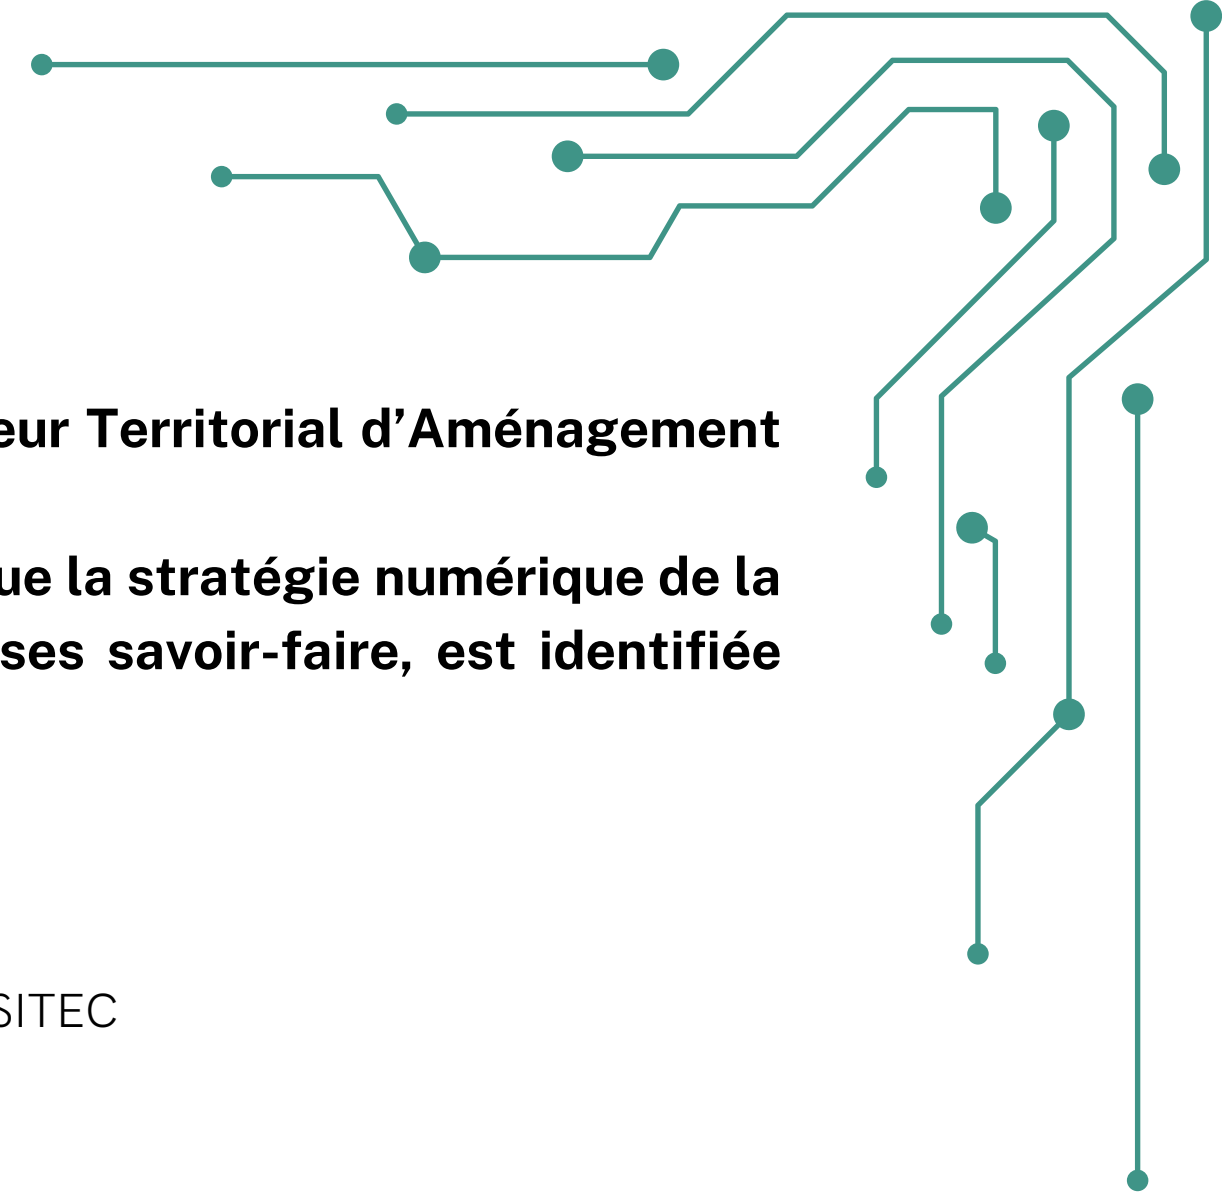 eur Territorial d’Aménagement
ue la stratégie numérique de la
ses savoir-faire, est identifiée
SITEC